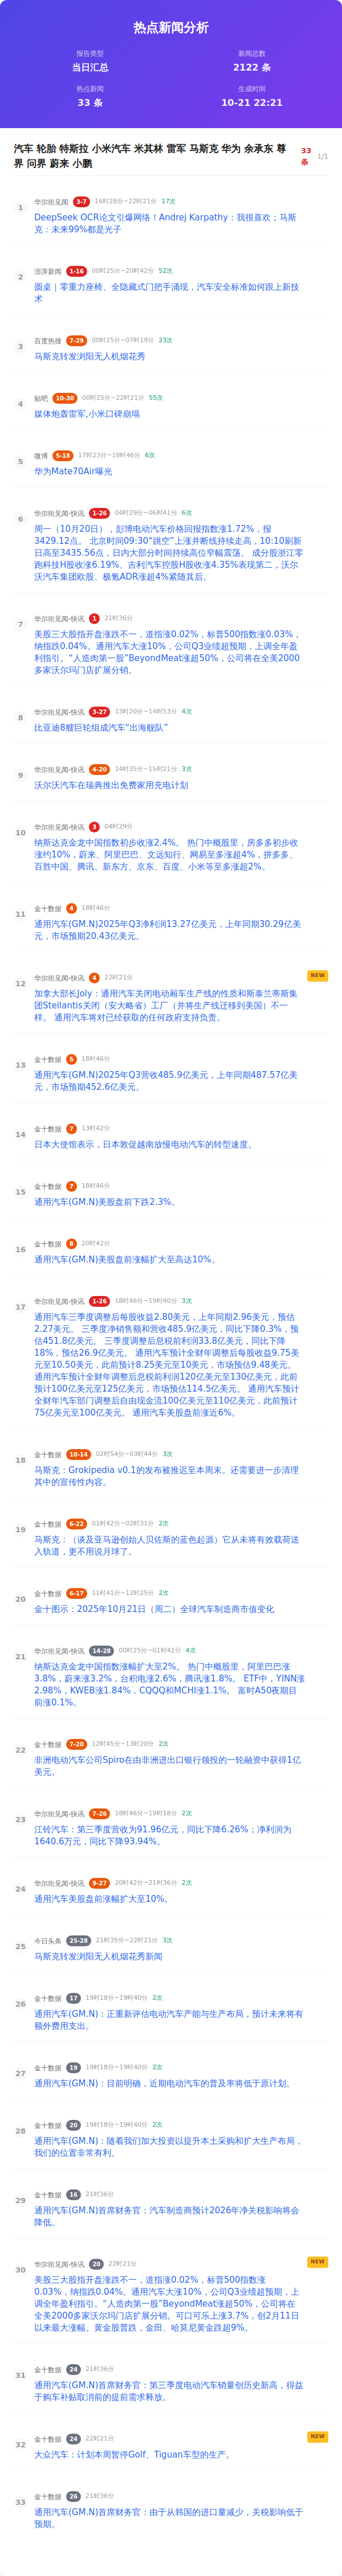 热点新闻分析
报告类型
当日汇总
新闻总数
2122 条
热点新闻
33 条
生成时间
10-21 22:21
汽车 轮胎 特斯拉 小米汽车 米其林 雷军 马斯克 华为 余承东 尊
界 问界 蔚来 小鹏
33
条
1/1
1
华尔街见闻 3-7 16时28分~22时21分 17次
DeepSeek OCR论文引爆网络！Andrej Karpathy：我很喜欢；马斯
克：未来99%都是光子
2
澎湃新闻 1-16 00时25分~20时42分 52次
圆桌｜零重力座椅、全隐藏式门把手涌现，汽车安全标准如何跟上新技
术
3
百度热搜 7-29 00时25分~07时19分 23次
马斯克转发浏阳无人机烟花秀
4
贴吧 10-30 00时25分~22时21分 55次
媒体炮轰雷军,小米口碑崩塌
5
微博 5-18 17时23分~18时46分 6次
华为Mate70Air曝光
6
华尔街见闻-快讯 1-26 04时29分~06时41分 6次
周一（10月20日），彭博电动汽车价格回报指数涨1.72%，报
3429.12点。 北京时间09:30“跳空”上涨并断线持续走高，10:10刷新
日高至3435.56点，日内大部分时间持续高位窄幅震荡。 成分股浙江零
跑科技H股收涨6.19%、吉利汽车控股H股收涨4.35%表现第二，沃尔
沃汽车集团欧股、极氪ADR涨超4%紧随其后。
7
华尔街见闻-快讯 1 21时36分
美股三大股指开盘涨跌不一，道指涨0.02%，标普500指数涨0.03%，
纳指跌0.04%。通用汽车大涨10%，公司Q3业绩超预期，上调全年盈
利指引。“人造肉第一股”BeyondMeat涨超50%，公司将在全美2000
多家沃尔玛门店扩展分销。
8
华尔街见闻-快讯 3-27 13时20分~14时53分 4次
比亚迪8艘巨轮组成汽车“出海舰队”
9
华尔街见闻-快讯 4-20 14时35分~15时21分 3次
沃尔沃汽车在瑞典推出免费家用充电计划
10
华尔街见闻-快讯 3 04时29分
纳斯达克金龙中国指数初步收涨2.4%。 热门中概股里，房多多初步收
涨约10%，蔚来、阿里巴巴、文远知行、网易至多涨超4%，拼多多、
百胜中国、腾讯、新东方、京东、百度、小米等至多涨超2%。
11
金十数据 4 18时46分
通用汽车(GM.N)2025年Q3净利润13.27亿美元，上年同期30.29亿美
元，市场预期20.43亿美元。
12
华尔街见闻-快讯 4 22时21分
NEW
加拿大部长Joly：通用汽车关闭电动厢车生产线的性质和斯泰兰蒂斯集
团Stellantis关闭（安大略省）工厂（并将生产线迁移到美国）不一
样。 通用汽车将对已经获取的任何政府支持负责。
13
金十数据 5 18时46分
通用汽车(GM.N)2025年Q3营收485.9亿美元，上年同期487.57亿美
元，市场预期452.6亿美元。
14
金十数据 7 13时42分
日本大使馆表示，日本敦促越南放慢电动汽车的转型速度。
15
金十数据 7 18时46分
通用汽车(GM.N)美股盘前下跌2.3%。
16
金十数据 8 20时42分
通用汽车(GM.N)美股盘前涨幅扩大至高达10%。
17
华尔街见闻-快讯 1-26 18时46分~19时40分 3次
通用汽车三季度调整后每股收益2.80美元，上年同期2.96美元，预估
2.27美元。 三季度净销售额和营收485.9亿美元，同比下降0.3%，预
估451.8亿美元。 三季度调整后息税前利润33.8亿美元，同比下降
18%，预估26.9亿美元。 通用汽车预计全财年调整后每股收益9.75美
元至10.50美元，此前预计8.25美元至10美元，市场预估9.48美元。
通用汽车预计全财年调整后息税前利润120亿美元至130亿美元，此前
预计100亿美元至125亿美元，市场预估114.5亿美元。 通用汽车预计
全财年汽车部门调整后自由现金流100亿美元至110亿美元，此前预计
75亿美元至100亿美元。 通用汽车美股盘前涨近6%。
18
金十数据 10-14 02时54分~03时44分 3次
马斯克：Grokipedia v0.1的发布被推迟至本周末。还需要进一步清理
其中的宣传性内容。
19
金十数据 6-22 01时42分~02时31分 2次
马斯克：（谈及亚马逊创始人贝佐斯的蓝色起源）它从未将有效载荷送
入轨道，更不用说月球了。
20
金十数据 6-17 11时41分~12时25分 2次
金十图示：2025年10月21日（周二）全球汽车制造商市值变化
21
华尔街见闻-快讯 14-28 00时25分~01时42分 4次
纳斯达克金龙中国指数涨幅扩大至2%。 热门中概股里，阿里巴巴涨
3.8%，蔚来涨3.2%，台积电涨2.6%，腾讯涨1.8%。 ETF中，YINN涨
2.98%，KWEB涨1.84%，CQQQ和MCHI涨1.1%。 富时A50夜期目
前涨0.1%。
22
金十数据 7-20 12时45分~13时20分 2次
非洲电动汽车公司Spiro在由非洲进出口银行领投的一轮融资中获得1亿
美元。
23
华尔街见闻-快讯 7-26 18时46分~19时18分 2次
江铃汽车：第三季度营收为91.96亿元，同比下降6.26%；净利润为
1640.6万元，同比下降93.94%。
24
华尔街见闻-快讯 9-27 20时42分~21时36分 2次
通用汽车美股盘前涨幅扩大至10%。
25
今日头条 25-28 21时35分~22时21分 3次
马斯克转发浏阳无人机烟花秀新闻
26
金十数据 17 19时18分~19时40分 2次
通用汽车(GM.N)：正重新评估电动汽车产能与生产布局，预计未来将有
额外费用支出。
27
金十数据 19 19时18分~19时40分 2次
通用汽车(GM.N)：目前明确，近期电动汽车的普及率将低于原计划。
28
金十数据 20 19时18分~19时40分 2次
通用汽车(GM.N)：随着我们加大投资以提升本土采购和扩大生产布局，
我们的位置非常有利。
29
金十数据 16 21时36分
通用汽车(GM.N)首席财务官：汽车制造商预计2026年净关税影响将会
降低。
30
华尔街见闻-快讯 20 22时21分
NEW
美股三大股指开盘涨跌不一，道指涨0.02%，标普500指数涨
0.03%，纳指跌0.04%。通用汽车大涨10%，公司Q3业绩超预期，上
调全年盈利指引。“人造肉第一股”BeyondMeat涨超50%，公司将在
全美2000多家沃尔玛门店扩展分销。可口可乐上涨3.7%，创2月11日
以来最大涨幅。黄金股普跌，金田、哈莫尼黄金跌超9%。
31
金十数据 24 21时36分
通用汽车(GM.N)首席财务官：第三季度电动汽车销量创历史新高，得益
于购车补贴取消前的提前需求释放。
32
金十数据 24 22时21分
NEW
大众汽车：计划本周暂停Golf、Tiguan车型的生产。
33
金十数据 26 21时36分
通用汽车(GM.N)首席财务官：由于从韩国的进口量减少，关税影响低于
预期。